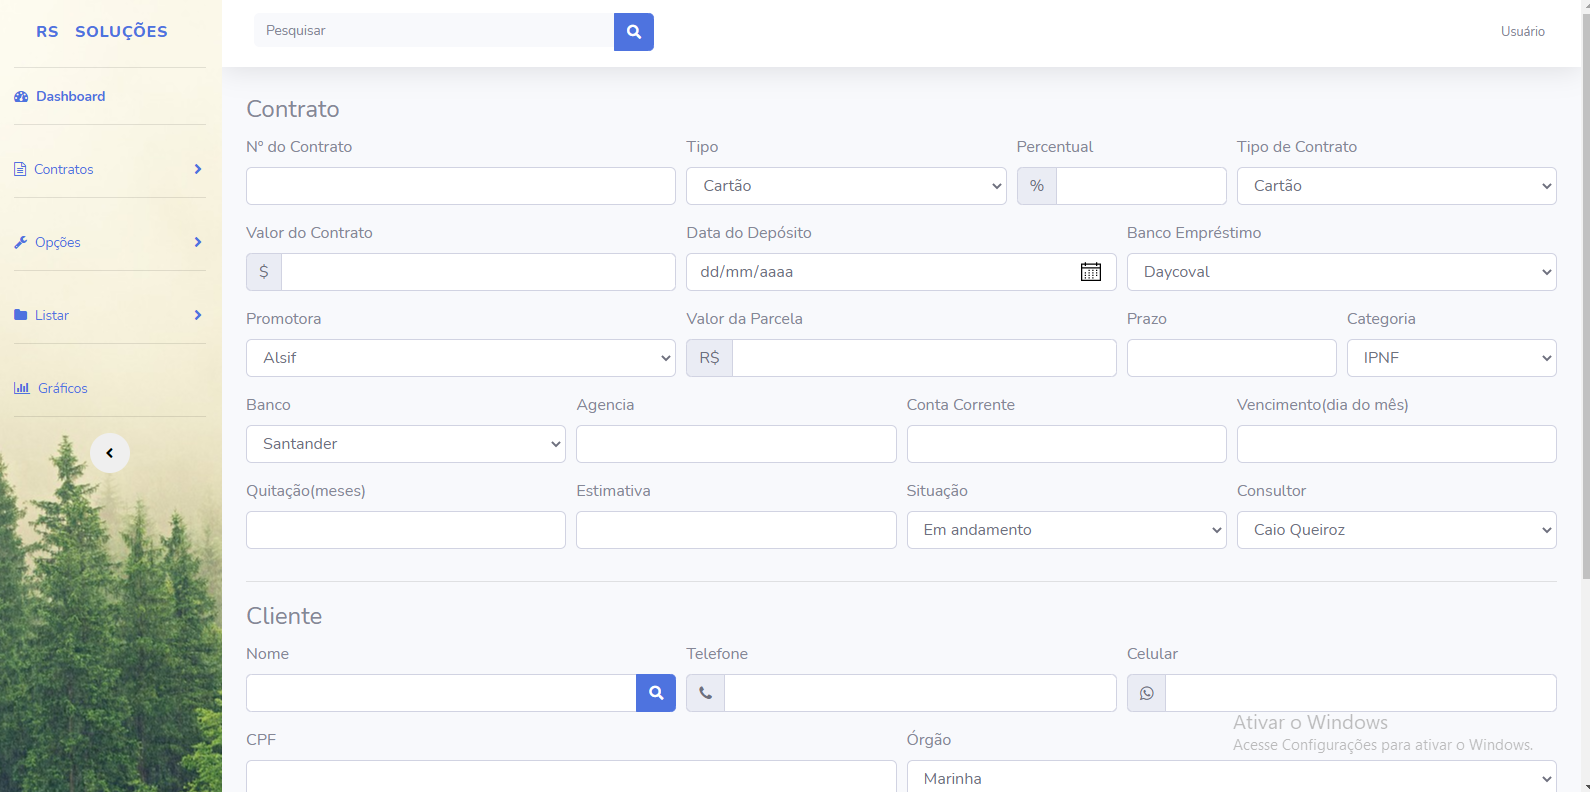 RS SOLUÇÕES
Pesquisar
Usuário
Dashboard
Contratos
Opções
Listar
Gráficos
Contrato
Nº do Contrato
Tipo
Percentual
Tipo de Contrato
Cartão
%
Cartão
Valor do Contrato
Data do Depósito
Banco Empréstimo
$
dd/mm/aaaa
Daycoval
Promotora
Valor da Parcela
Prazo
Categoria
Alsif
R$
IPNF
Banco
Agencia
Conta Corrente
Vencimento(dia do mês)
Santander
Quitação(meses)
Estimativa
Situação
Consultor
Em andamento
Caio Queiroz
Cliente
Nome
Telefone
Celular
CPF
Órgão
Marinha
Ativar o Windows
Acesse Configurações para ativar o Windows.